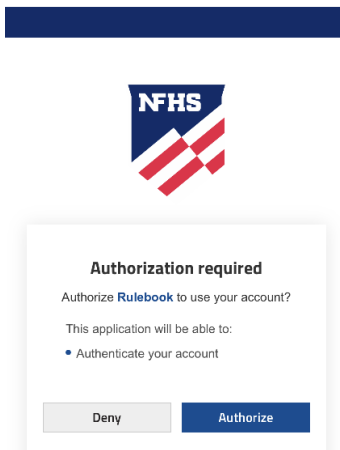 NFHS
Authorization required
Authorize Rulebook to use your account?
This application will be able to:
• Authenticate your account
Deny
Authorize